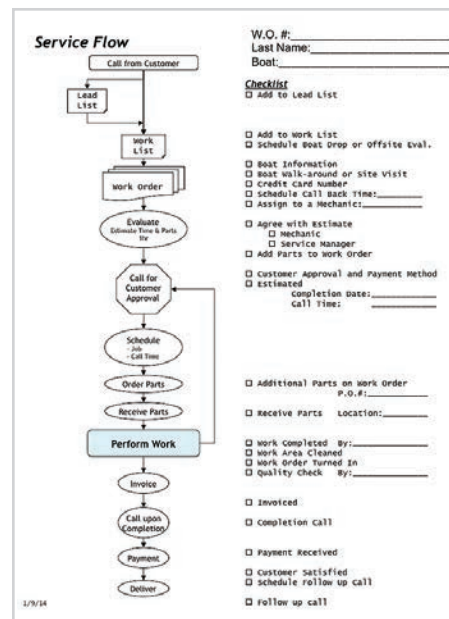 Service Flow
Call from Customer
Lead
List
Work
List
Work Order
Evaluate
Estimate Time & Parts
1hr
Call for
Customer
Approval
Schedule
- Job
- Call Time
Order Parts
Receive Parts
Perform Work
Invoice
Call upon
Completion
Payment
Deliver
1/9/14
W.O. #:
Last Name:
Boat:
Checklist
Add to Lead List
Add to Work List
Schedule Boat Drop or Offsite Eval.
Boat Information
Boat Walk-around or Site Visit
Credit Card Number
Schedule Call Back Time:
Assign to a Mechanic:
Agree with Estimate
Mechanic
Service Manager
Add Parts to Work Order
Customer Approval and Payment Method
Estimated
Completion Date:
Call Time:
Additional Parts on Work Order
P.O.#:
Receive Parts Location:
Work Completed By:
Work Area Cleaned
Work Order Turned In
Quality Check By:
Invoiced
Completion Call
Payment Received
Customer Satisfied
Schedule Follow Up Call
Follow up call